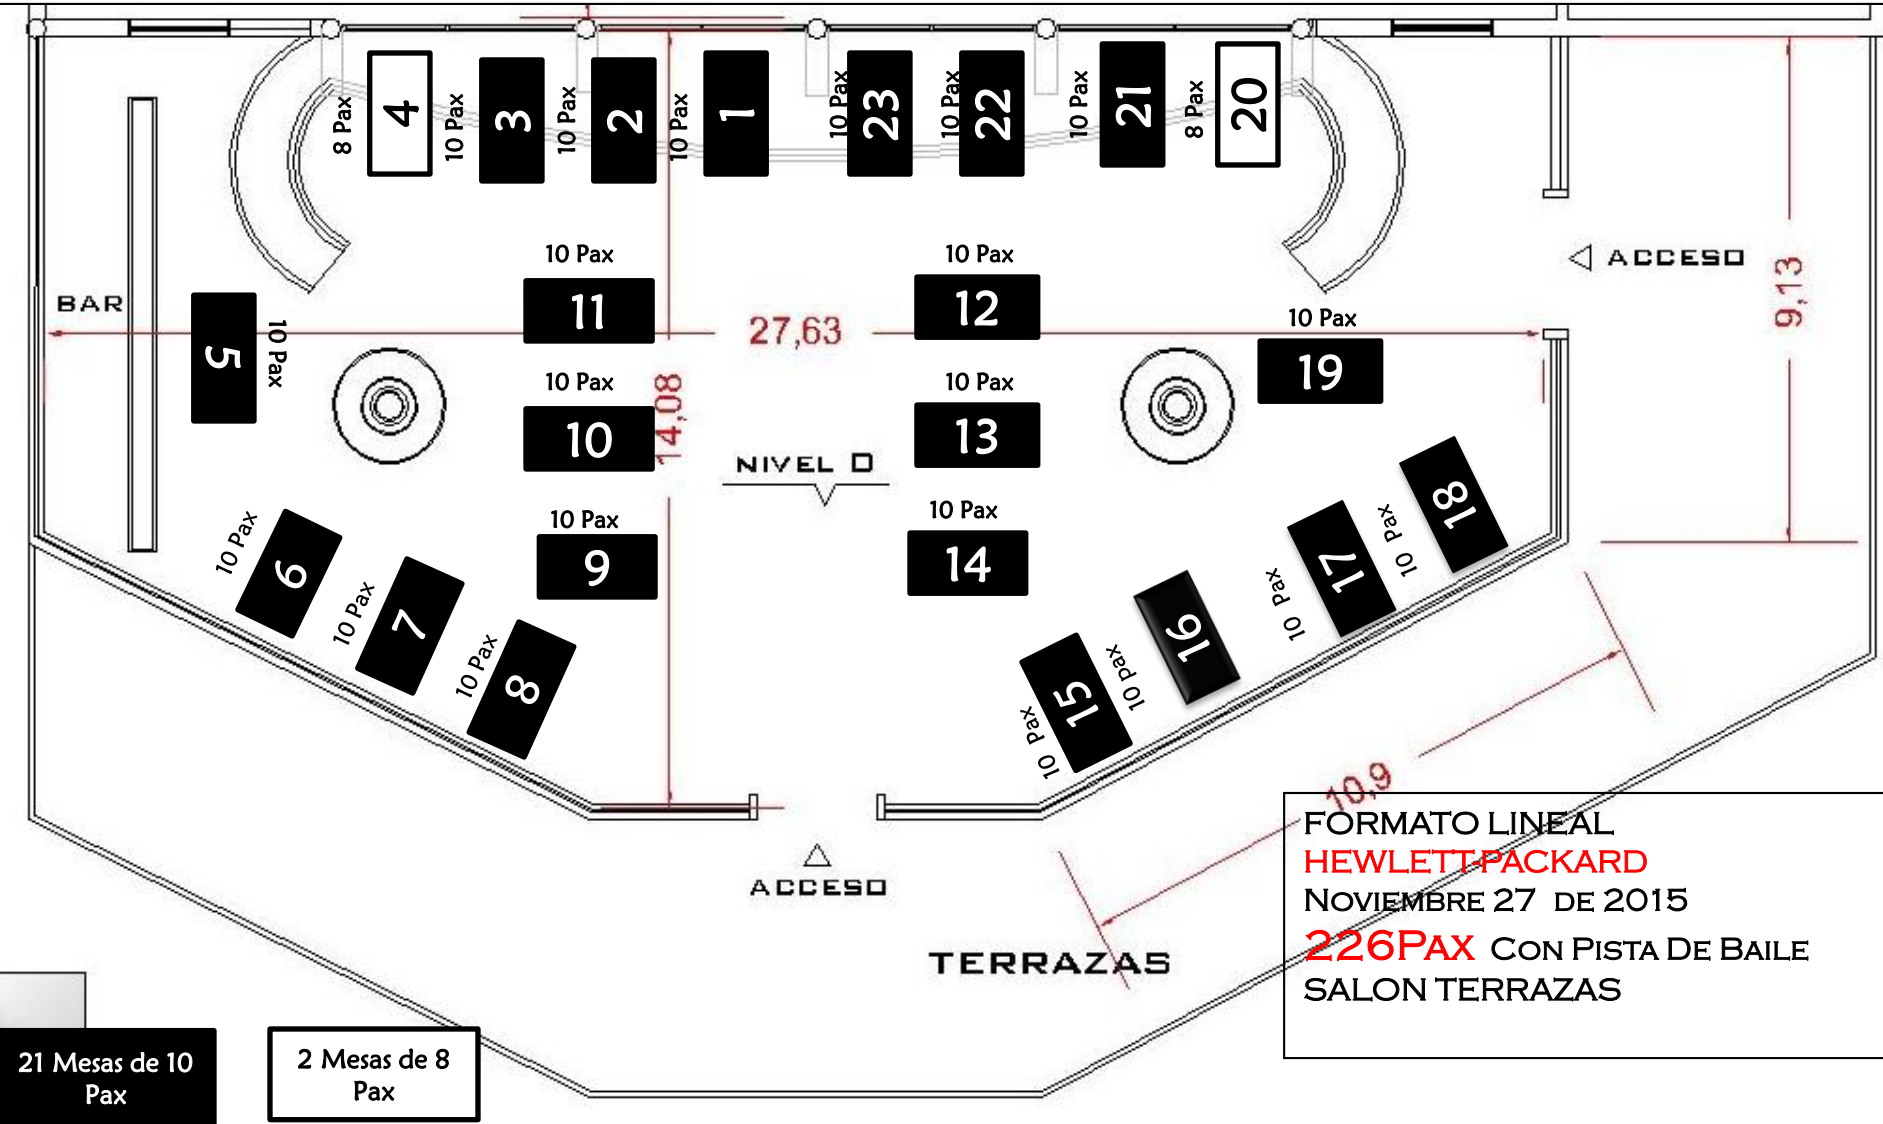 8 Pax
4
10 Pax
3
10 Pax
2
10 Pax
1
10 Pax
23
10 Pax
22
10 Pax
21
8 Pax
20
10 Pax
11
10 Pax
12
ACCESO
9,13
BAR
5
10 Pax
27,63
10 Pax
19
14,08
10 Pax
10
10 Pax
13
NIVEL 0
10 Pax
9
10 Pax
14
10 Pax
6
10 Pax
7
10 Pax
8
10 Pax
15
10 Pax
16
10 Pax
17
10 Pax
18
10,9
ACCESO
TERRAZAS
FORMATO LINEAL
HEWLETT-PACKARD
NOVIEMBRE 27 DE 2015
226PAX CON PISTA DE BAILE
SALON TERRAZAS
21 Mesas de 10
Pax
2 Mesas de 8
Pax